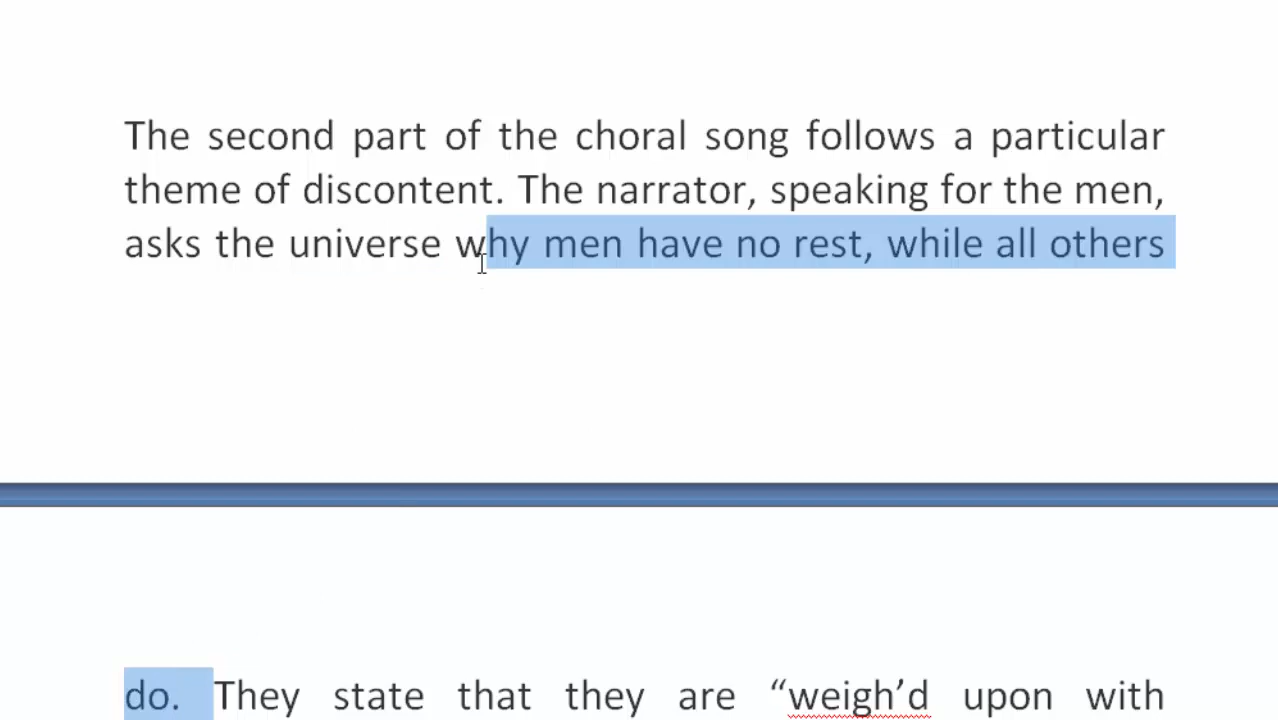 The second part of the choral song follows a particular
theme of discontent. The narrator, speaking for the men,
asks the universe why men have no rest, while all others
do. They state that they are “weigh’d upon with